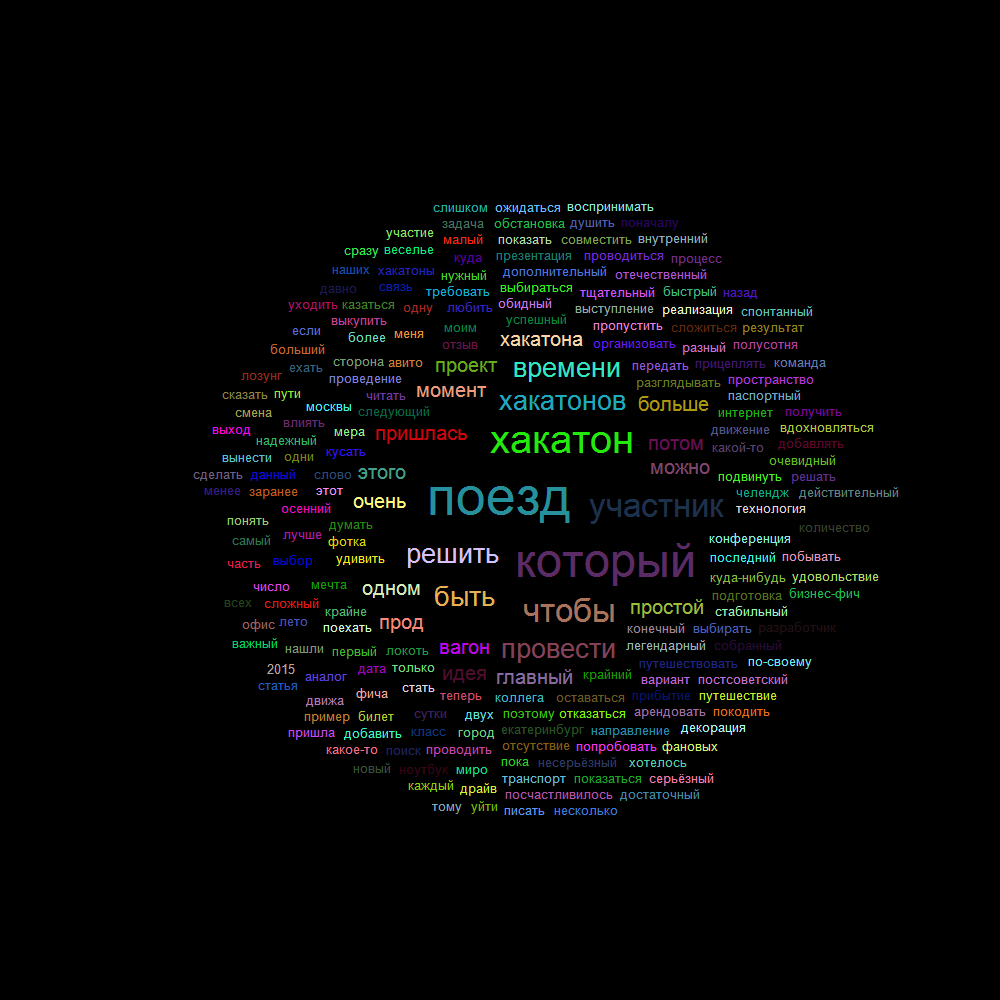 слишком ожидаться воспринимать
задача обстановка душить поначалу
участие малый показать совместить внутренний
сразу веселье куда презентация проводиться процесс
наших хакатоны нужный дополнительный отечественный
давно связь требовать выбираться тщательный быстрый назад
уходить казаться одну любить обидный выступление реализация спонтанный
выкупить моим успешный пропустить сложиться результат
если более меня отзыв хакатона организовать разный полусотня
больший сторона авито проект времени передать прицеплять команда
ехать проведение разглядывать пространство
лозунг читать момент хакатонов больше паспортный
сказать пути москвы следующий интернет получить
смена влиять движение вдохновляться
выход мера пришлась хакатон потом какой-то добавлять
надежный
вынести одни кусать можно очевидный
сделать данный слово этого подвинуть решать
менее заранее этот очень поезд участник челендж действительный
осенний технология
понять думать количество
самый лучше фотка решить который конференция
часть выбор удивить последний побывать
число мечта одном быть куда-нибудь удовольствие
всех сложный крайне чтобы простой подготовка бизнес-фич
стабильный
офис лето поехать прод конечный выбирать разработчик
важный нашли первый локоть вагон провести легендарный собранный
2015 дата только идея главный крайний путешествовать по-своему
статья аналог вариант постсоветский
движа фича стать теперь коллега оставаться прибытие путешествие
пример билет сутки двух поэтому отказаться арендовать покодить
пришла добавить класс город екатеринбург направление декорация
какое-то поиск проводить отсутствие попробовать фановых
новый ноутбук миро пока несерьёзный хотелось
транспорт показаться серьёзный
каждый драйв посчастливилось достаточный
тому уйти писать несколько